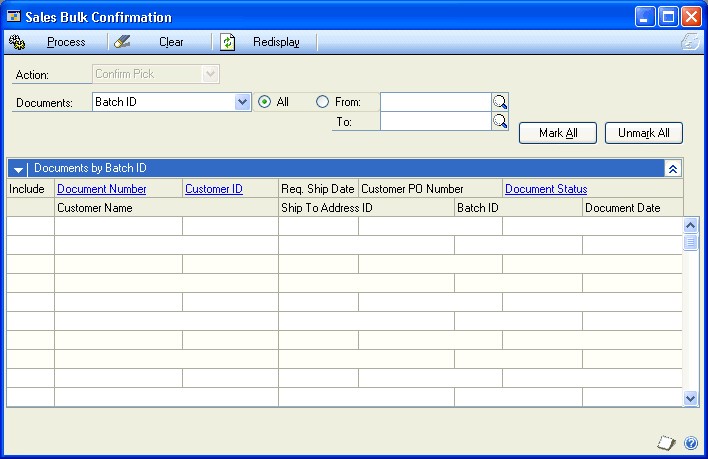 Sales Bulk Confirmation
Process Clear Redisplay
Action: Confirm Pick
Documents: Batch ID All From:
To:
Mark All Unmark All
Documents by Batch ID
Include Document Number Customer ID Req. Ship Date Customer PO Number Document Status
Customer Name Ship To Address ID Batch ID Document Date